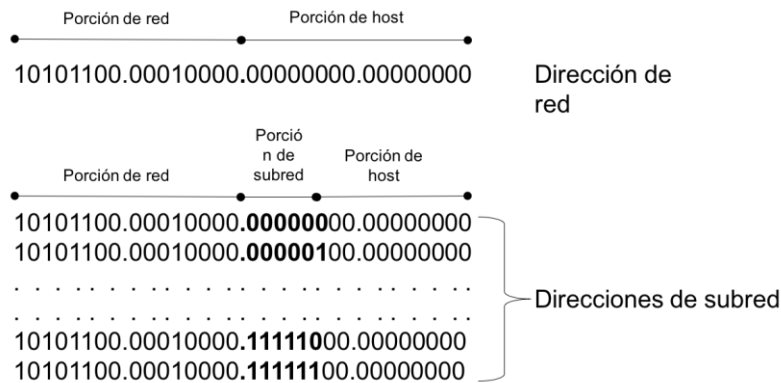 Porción de red
Porción de host
10101100.00010000.00000000.00000000
Dirección de
red
Porció
n de
subred
Porción de red
Porción de
host
10101100.00010000.00000000.00000000
10101100.00010000.00000100.00000000
. . . . . . . . . . . . . . . . . . . . . . . .
. . . . . . . . . . . . . . . . . . . . . . . .
10101100.00010000.11111000.00000000
10101100.00010000.11111100.00000000
Direcciones de subred